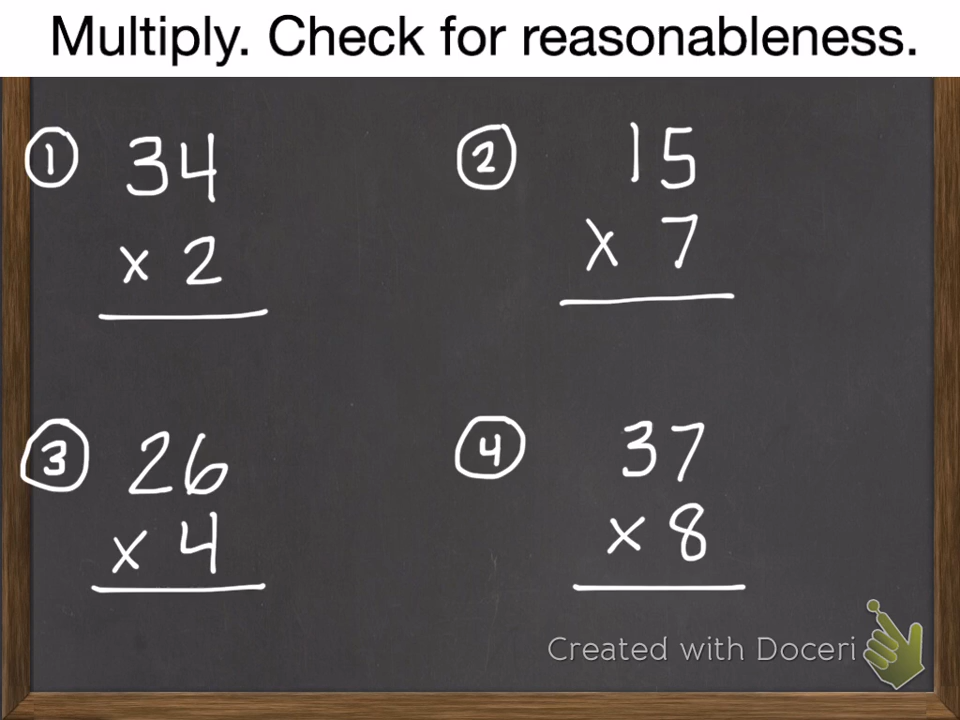 Multiply. Check for reasonableness.
1 34
x 2
2 15
x 7
3 26
x 4
4 37
x 8
Created with Doceri